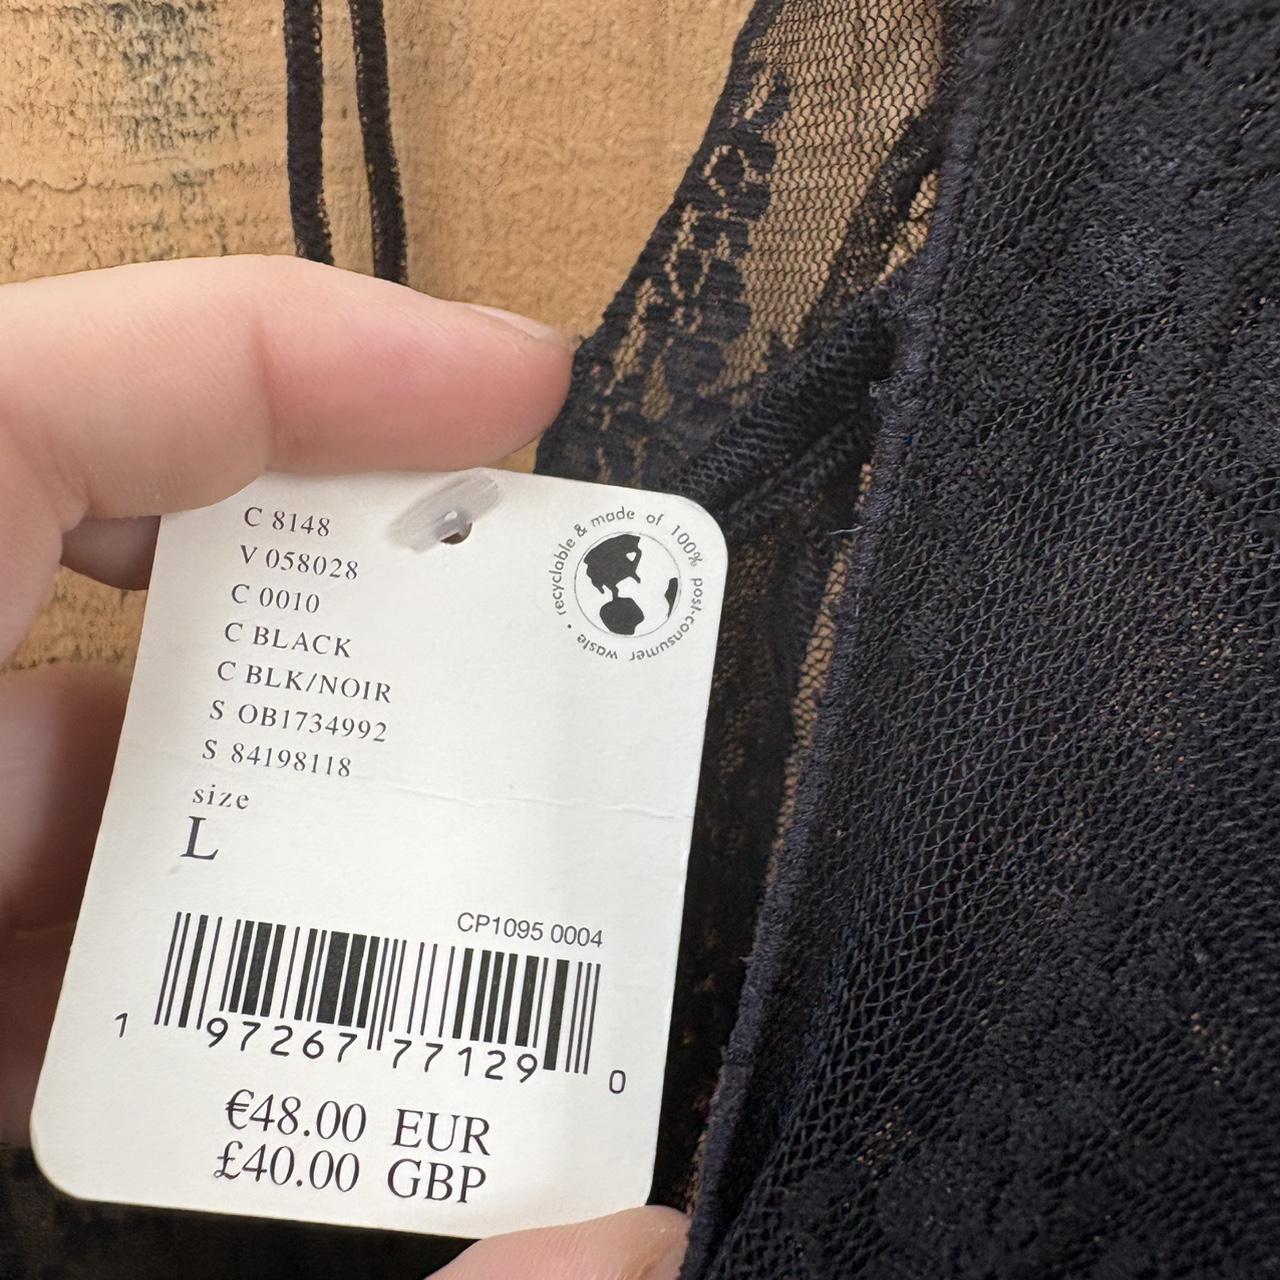 C 8148
V 058028
C 0010
C BLACK
C BLK/NOIR
S OB1734992
S 84198118
size
L
recyclable & made of 100% post-consumer waste •
CP1095 0004
1 97267 77129 0
€48.00 EUR
£40.00 GBP